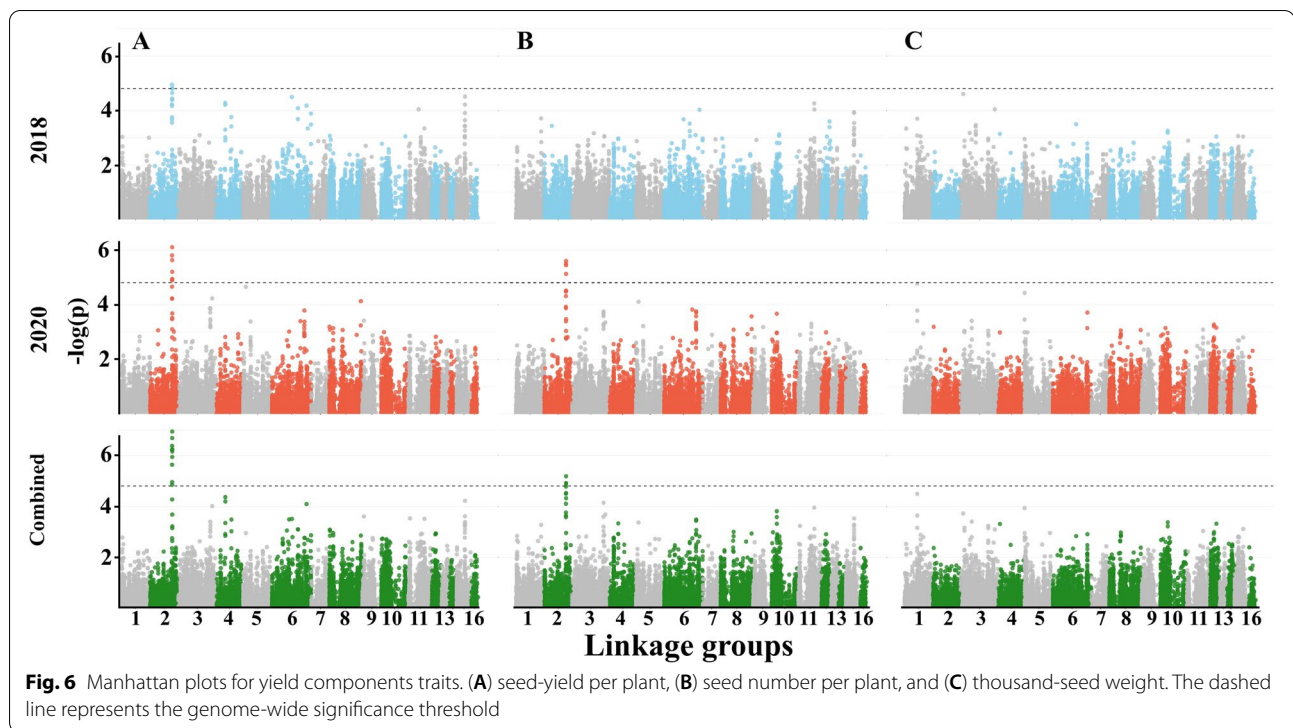 A B C
6
4
2
2018
6
4
2
2020
-log(p)
6
4
2
Combined
1 2 3 4 5 6 7 8 9 10 11 13 16 1 2 3 4 5 6 7 8 9 10 11 13 16 1 2 3 4 5 6 7 8 9 10 11 13 16
Linkage groups
Fig. 6 Manhattan plots for yield components traits. (A) seed-yield per plant, (B) seed number per plant, and (C) thousand-seed weight. The dashed
line represents the genome-wide significance threshold